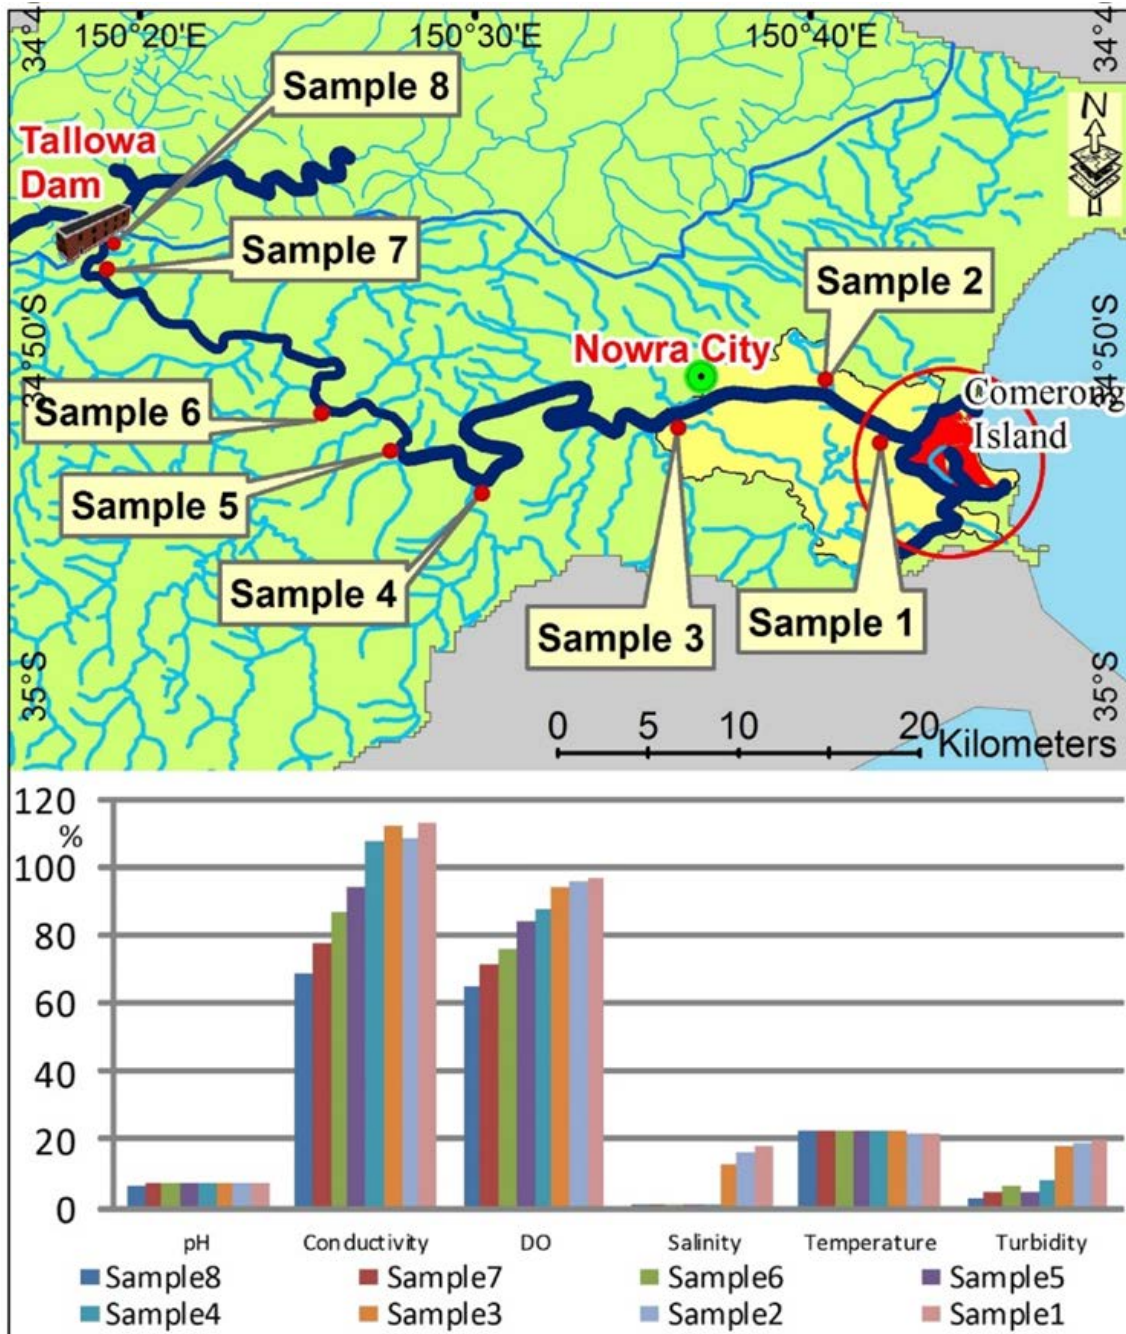 150°20'E 150°30'E 150°40'E
34°4
34°4
Sample 8
Tallowa
Dam
N
Sample 7
Sample 2
34°50'S
34°50'S
Nowra City
Comerong
Island
Sample 6
Sample 5
Sample 4
Sample 3
Sample 1
35°S
35°S
0 5 10 20
Kilometers
120
%
100
80
60
40
20
0
pH Conductivity DO Salinity Temperature Turbidity
Sample8 Sample7 Sample6 Sample5
Sample4 Sample3 Sample2 Sample1